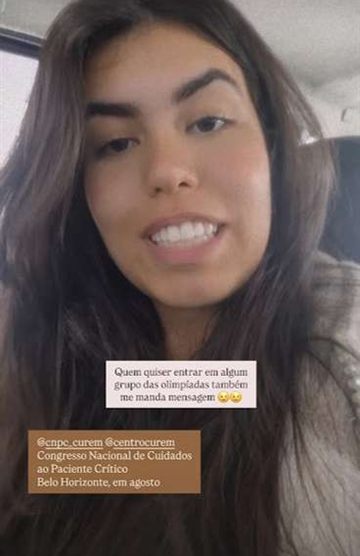 Quem quiser entrar em algum
grupo das olimpíadas também
me manda mensagem 😉😉
@cnpc_curem @centrocurem
Congresso Nacional de Cuidados
ao Paciente Crítico
Belo Horizonte, em agosto